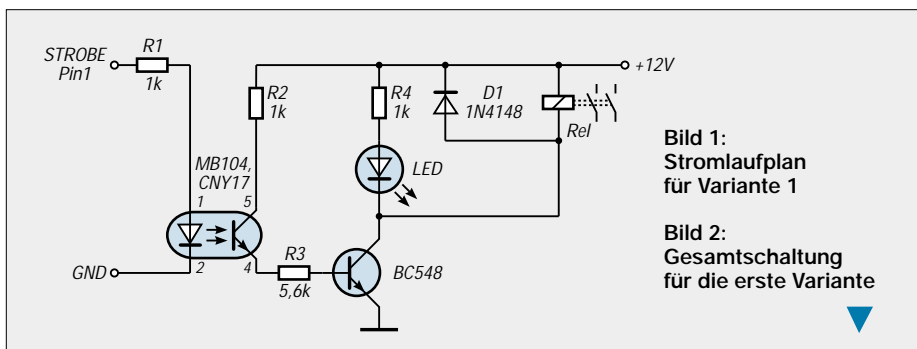 STROBE
Pin1
R1
1k
R2
1k
R4
1k
D1
1N4148
+12V
Rel
MB104,
CNY17
LED
1
5
2
4
GND
R3
5,6k
BC548
Bild 1:
Stromlaufplan
für Variante 1
Bild 2:
Gesamtschaltung
für die erste Variante